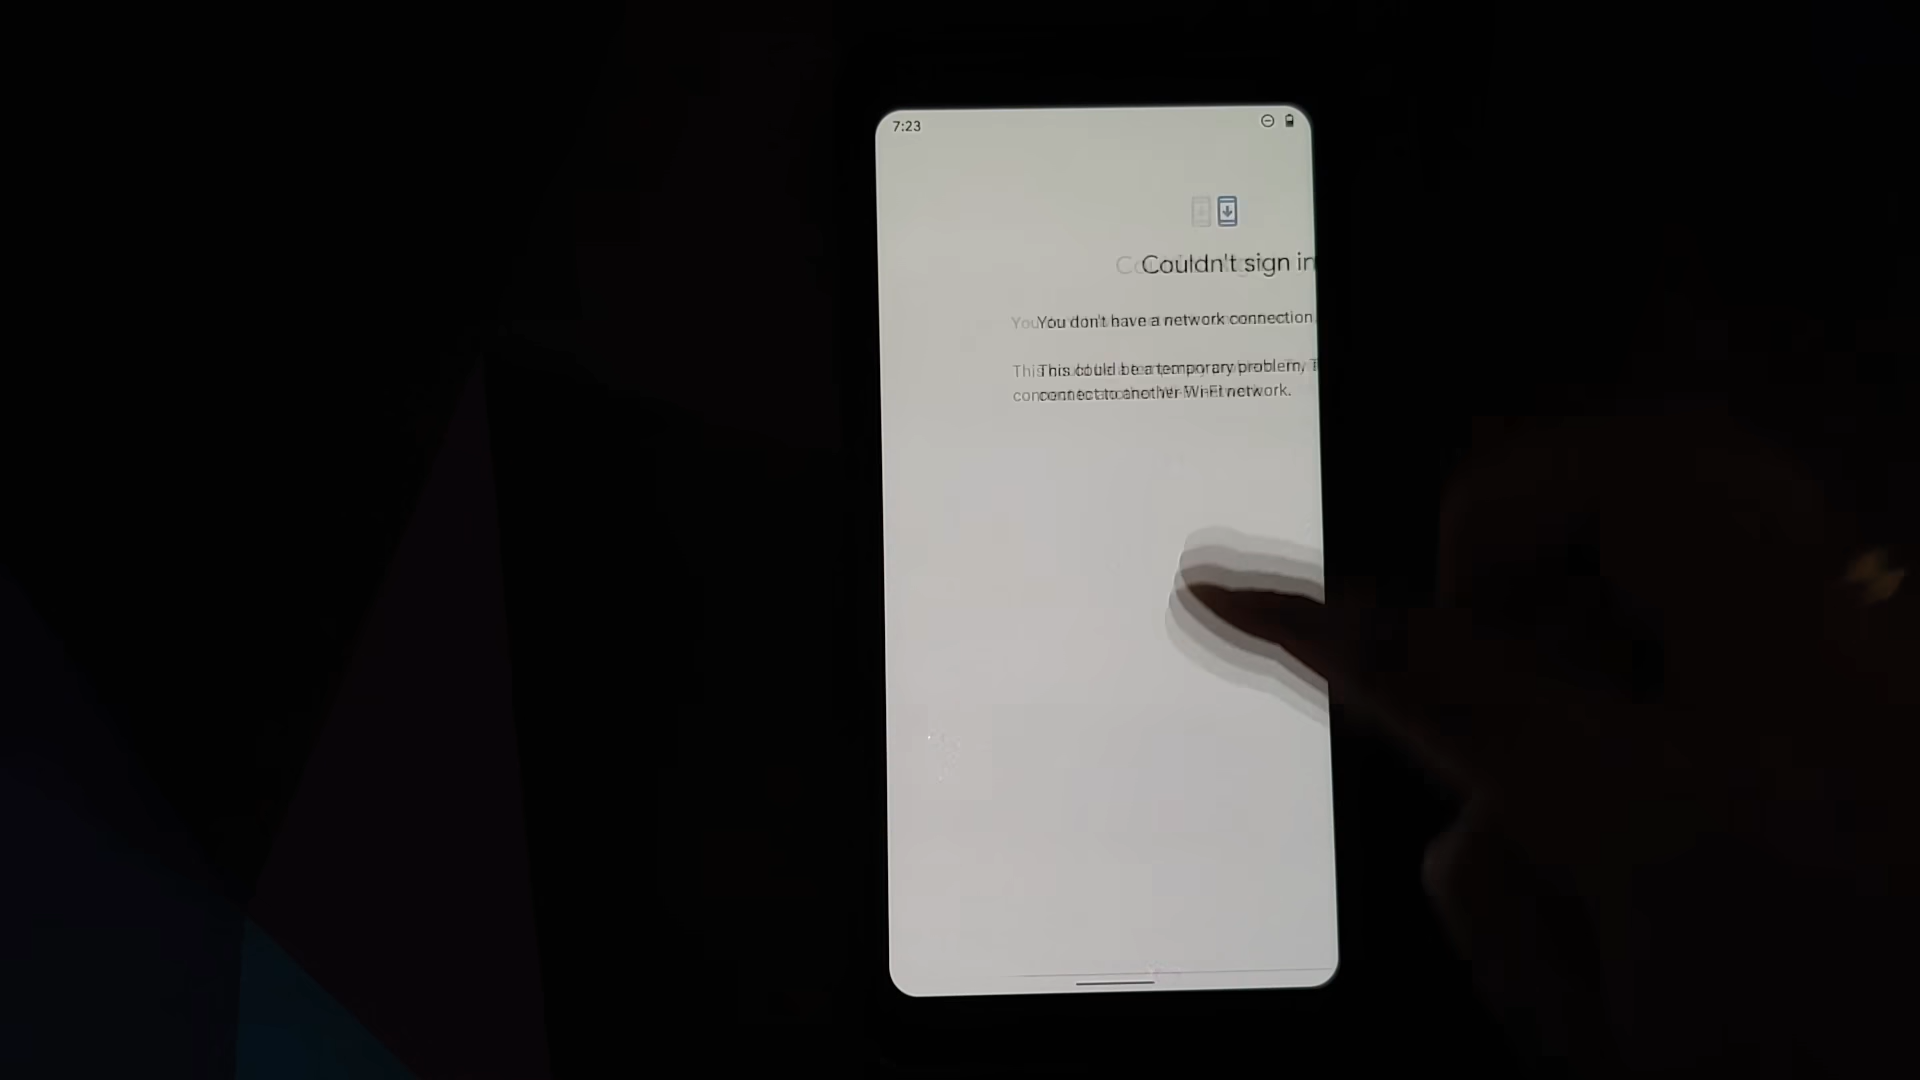 7:23
Couldn't sign in
You don't have a network connection.
This could be a temporary problem,
connect to another Wi-Fi network.